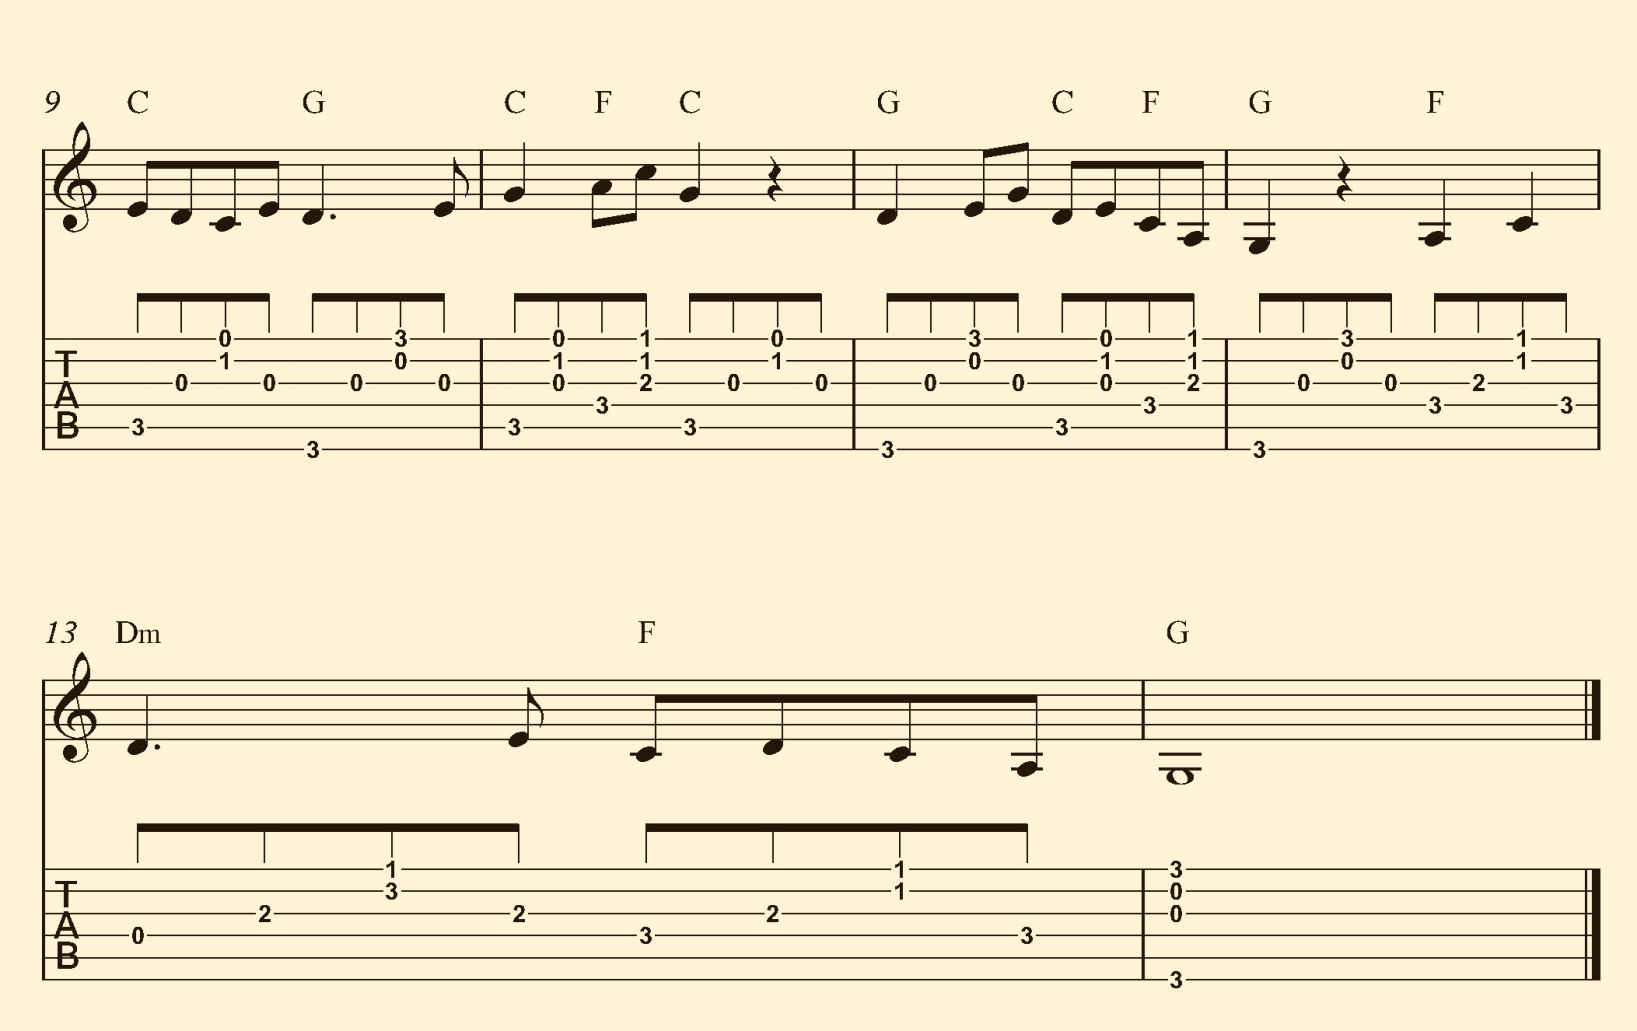 9 C G C F C G C F G F
0 3 0 1 0 3 0 1 3 1
T 1 0 1 1 1 0 1 1 0 1
0 0 0 0 0 2 0 0 0 0 0 2 0 0 2
A 3 3 3 3
B 3 3 3 3
3 3 3
13 Dm F G
1 1 3
T 3 1 0
2 2 2 0
A 0 3 3
B
3